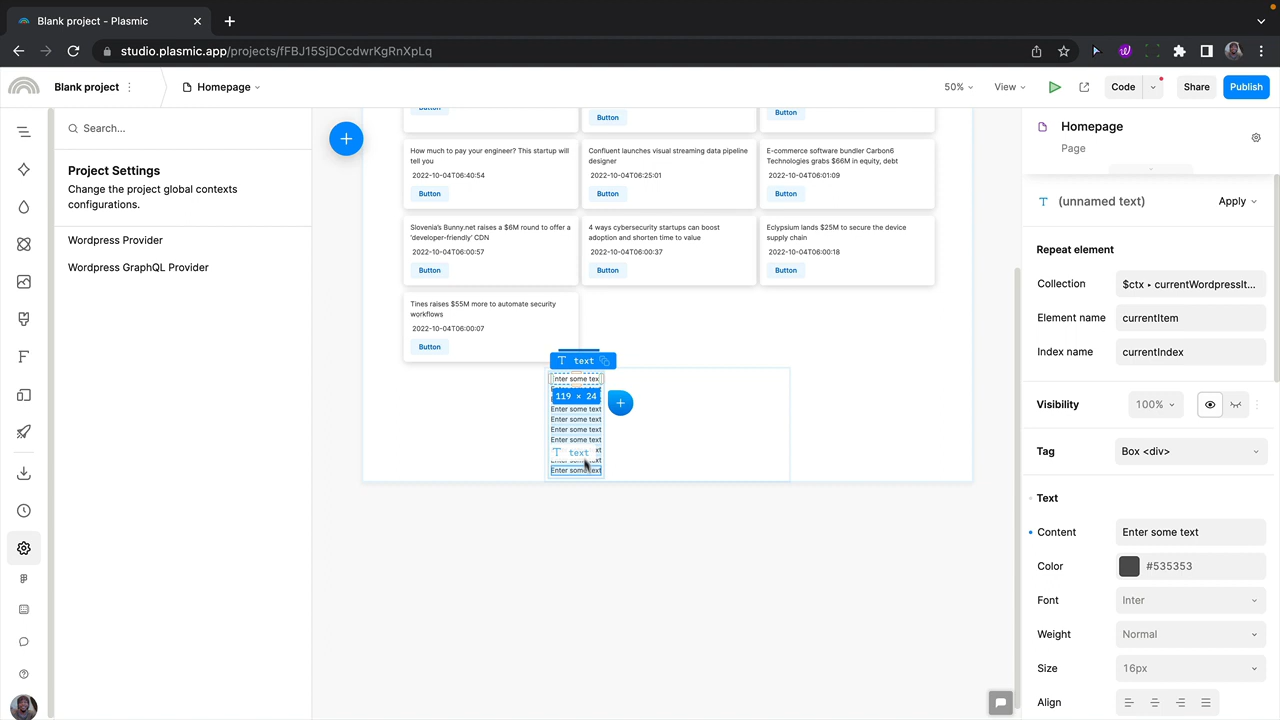 Blank project - Plasmic
studio.plasmic.app/projects/fFBJ15SjDCcdwrKgRnXpLq
Blank project
Homepage
50%
View
Code
Share
Publish
Search...
Project Settings
Change the project global contexts
configurations.
Wordpress Provider
Wordpress GraphQL Provider
Button
Button
Button
How much to pay your engineer? This startup will
tell you
2022-10-04T06:40:54
Button
Confluent launches visual streaming data pipeline
designer
2022-10-04T06:25:01
Button
E-commerce software bundler Carbon6
Technologies grabs $66M in equity, debt
2022-10-04T06:01:09
Button
Slovenia's Bunny.net raises a $6M round to offer a
'developer-friendly' CDN
2022-10-04T06:00:57
Button
4 ways cybersecurity startups can boost
adoption and shorten time to value
2022-10-04T06:00:37
Button
Eclypsium lands $25M to secure the device
supply chain
2022-10-04T06:00:18
Button
Tines raises $55M more to automate security
workflows
2022-10-04T06:00:07
Button
text
nter some tex
119 × 24
Enter some text
Enter some text
Enter some text
Enter some text
text
Enter some text
Homepage
Page
(unnamed text)
Apply
Repeat element
Collection
$ctx ▸ currentWordpressIt...
Element name
currentItem
Index name
currentIndex
Visibility
100%
Tag
Box <div>
Text
Content
Enter some text
Color
#535353
Font
Inter
Weight
Normal
Size
16px
Align